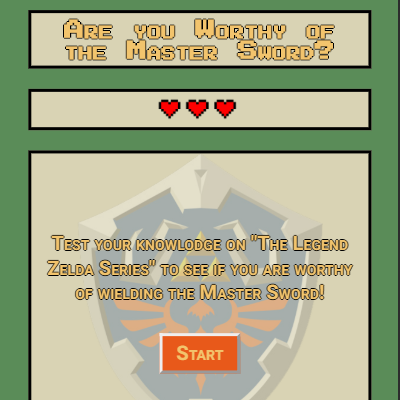 Are you Worthy of
the Master Sword?
Test your knowlodge on "The Legend
Zelda Series" to see if you are worthy
of wielding the Master Sword!
Start